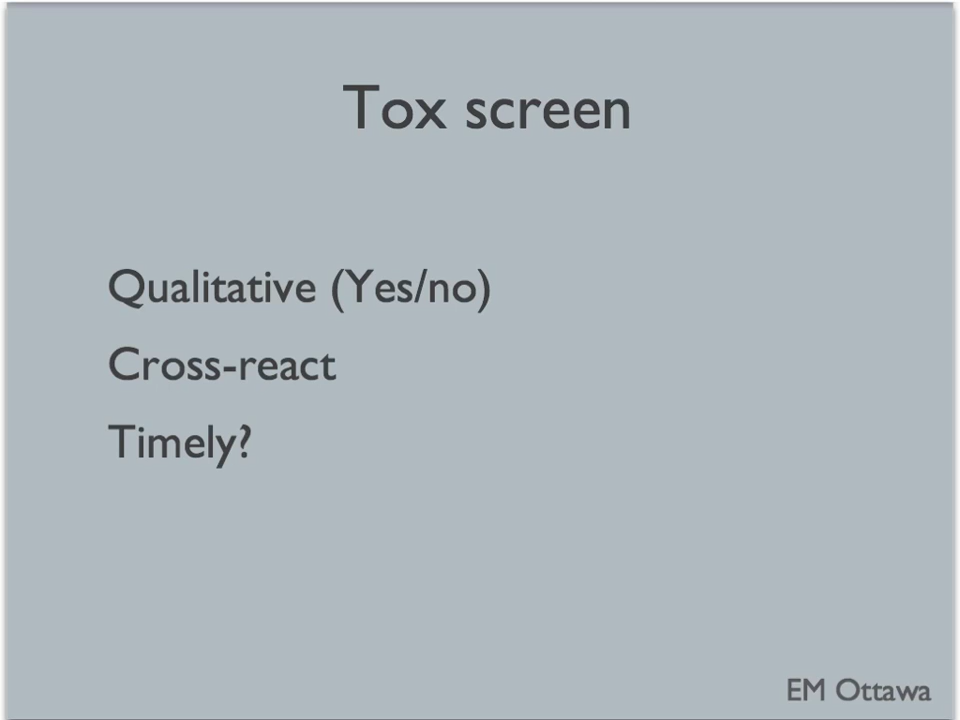 Tox screen
Qualitative (Yes/no)
Cross-react
Timely?
EM Ottawa